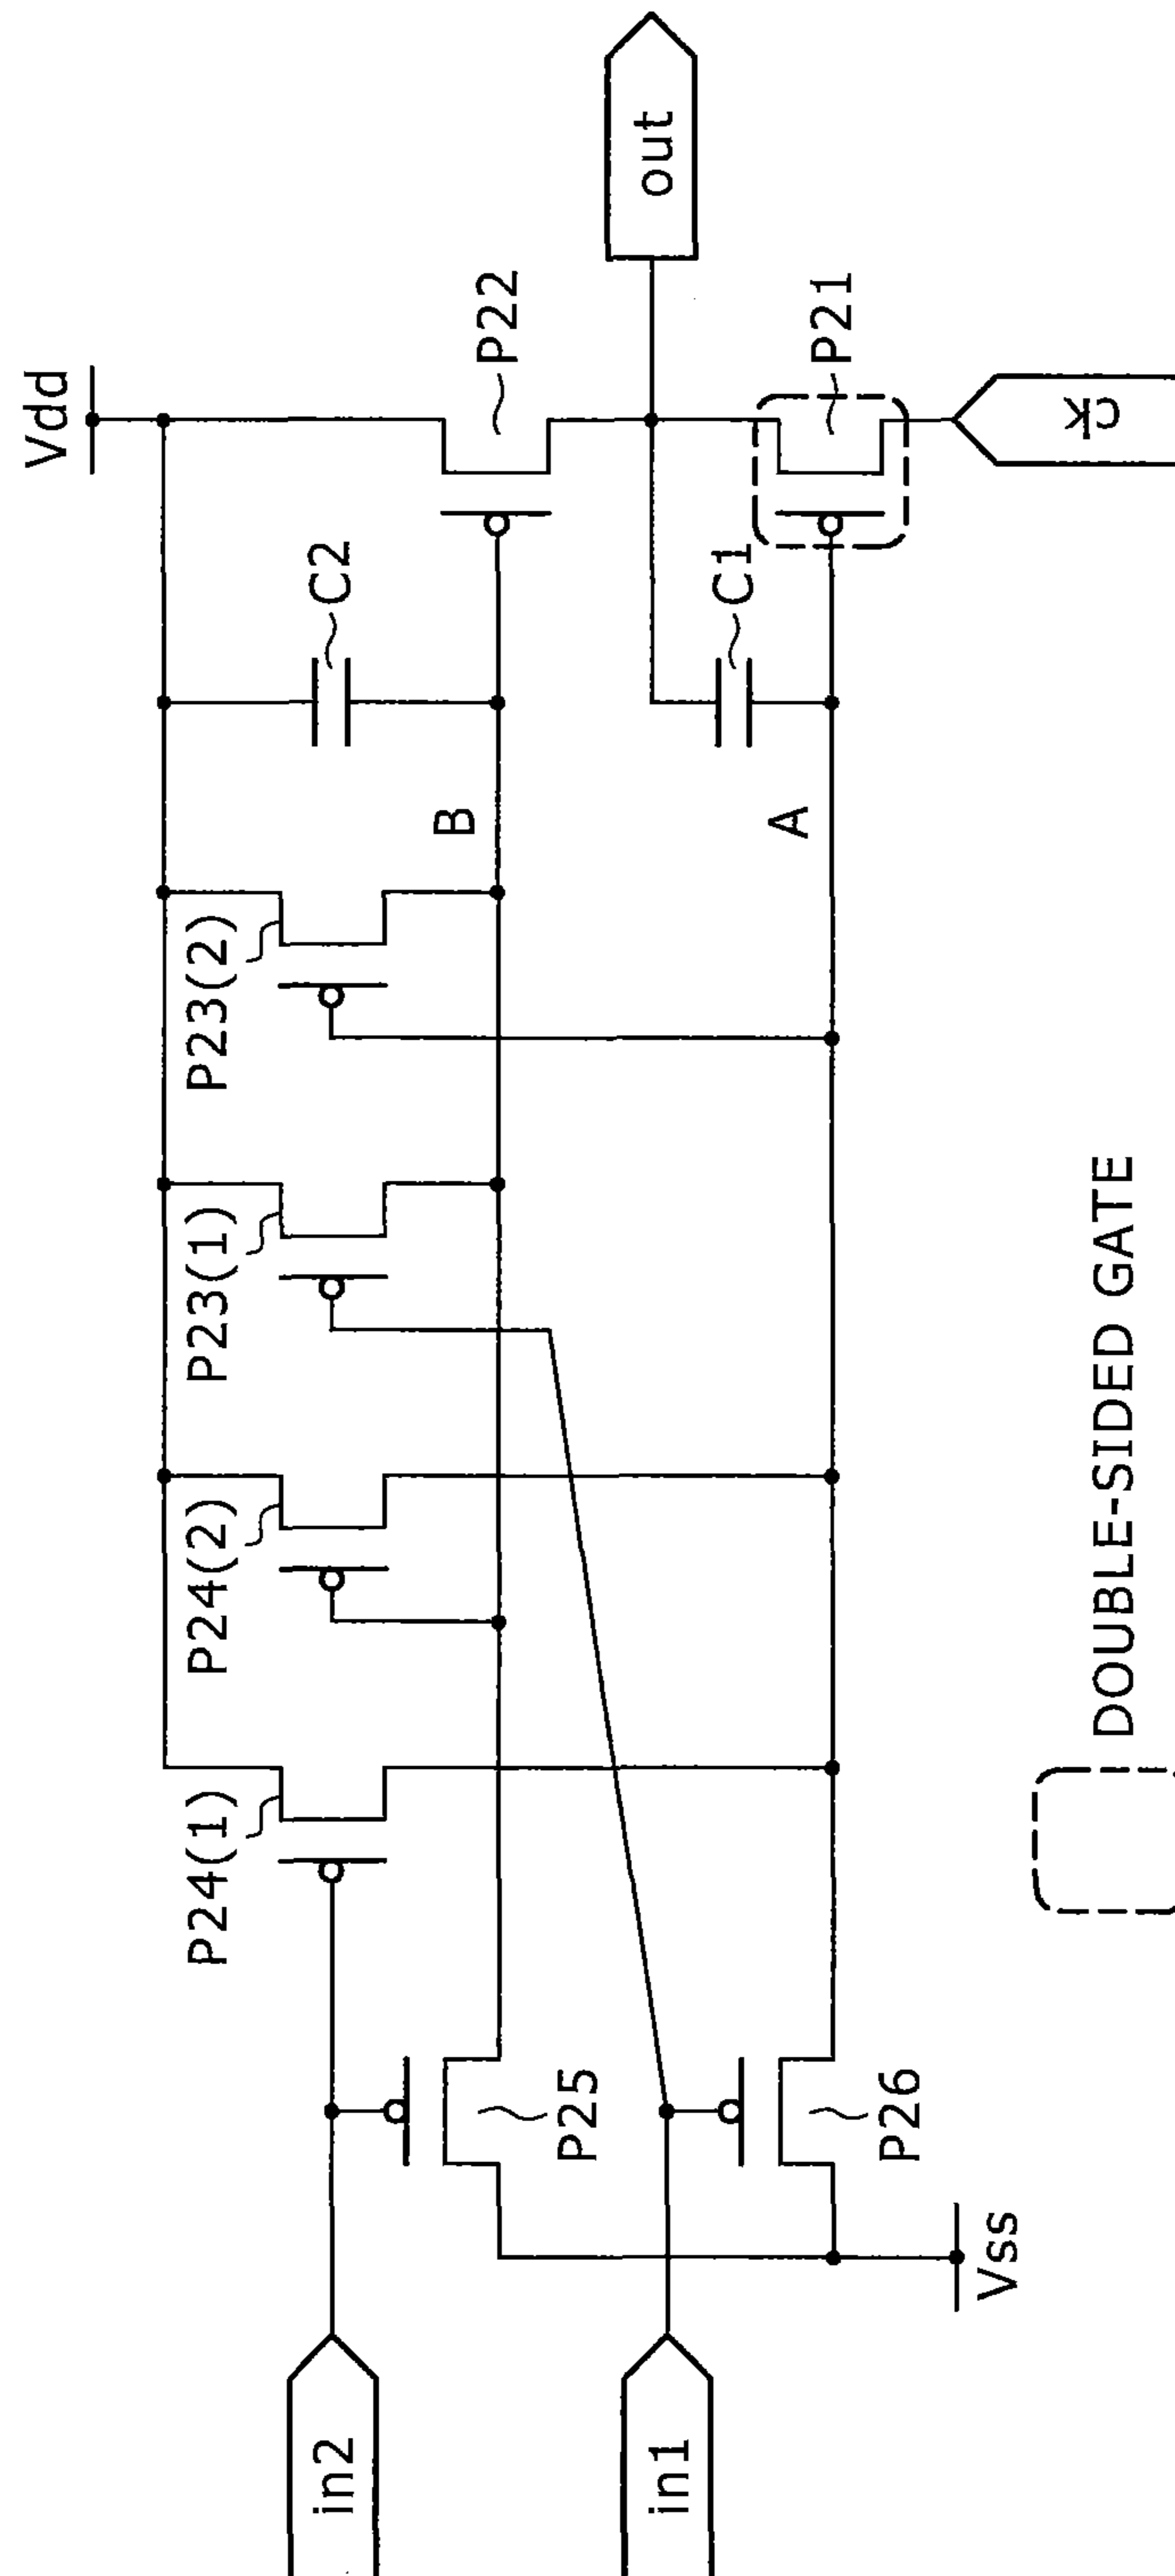 Vdd
out
P22
P21
ck
C2
C1
B
A
P23(2)
P23(1)
P24(2)
P24(1)
P25
P26
Vss
in2
in1
DOUBLE-SIDED GATE